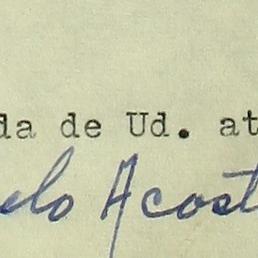 da de Ud. at
elo Acost